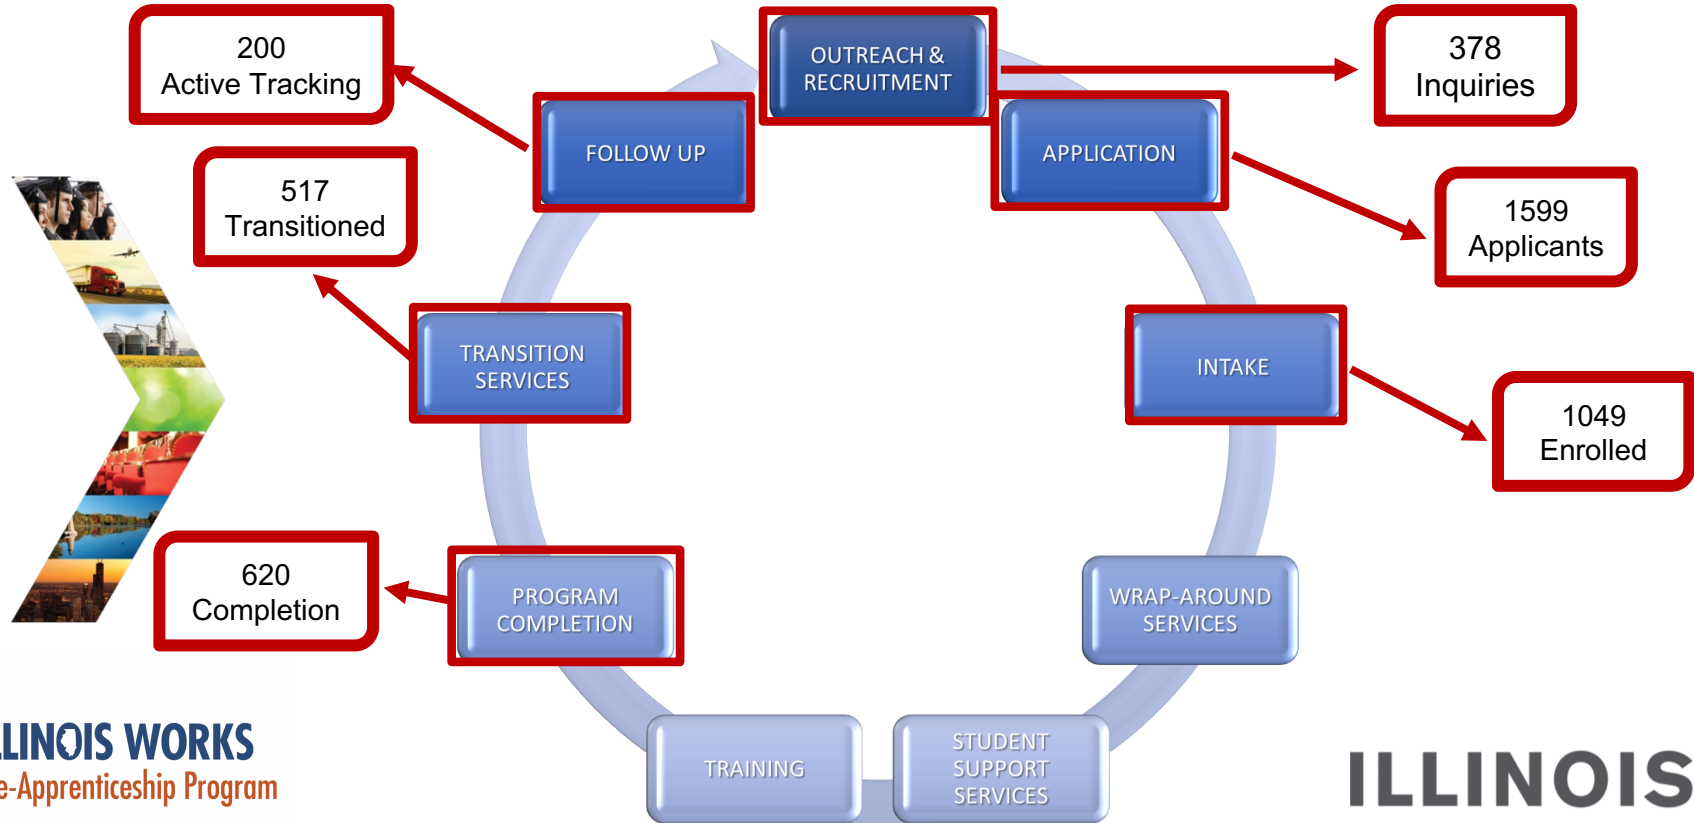 200
Active Tracking
OUTREACH &
RECRUITMENT
378
Inquiries
FOLLOW UP
APPLICATION
517
Transitioned
1599
Applicants
TRANSITION
SERVICES
INTAKE
1049
Enrolled
620
Completion
PROGRAM
COMPLETION
WRAP-AROUND
SERVICES
TRAINING
STUDENT
SUPPORT
SERVICES
LLINOIS WORKS
e-Apprenticeship Program
ILLINOIS